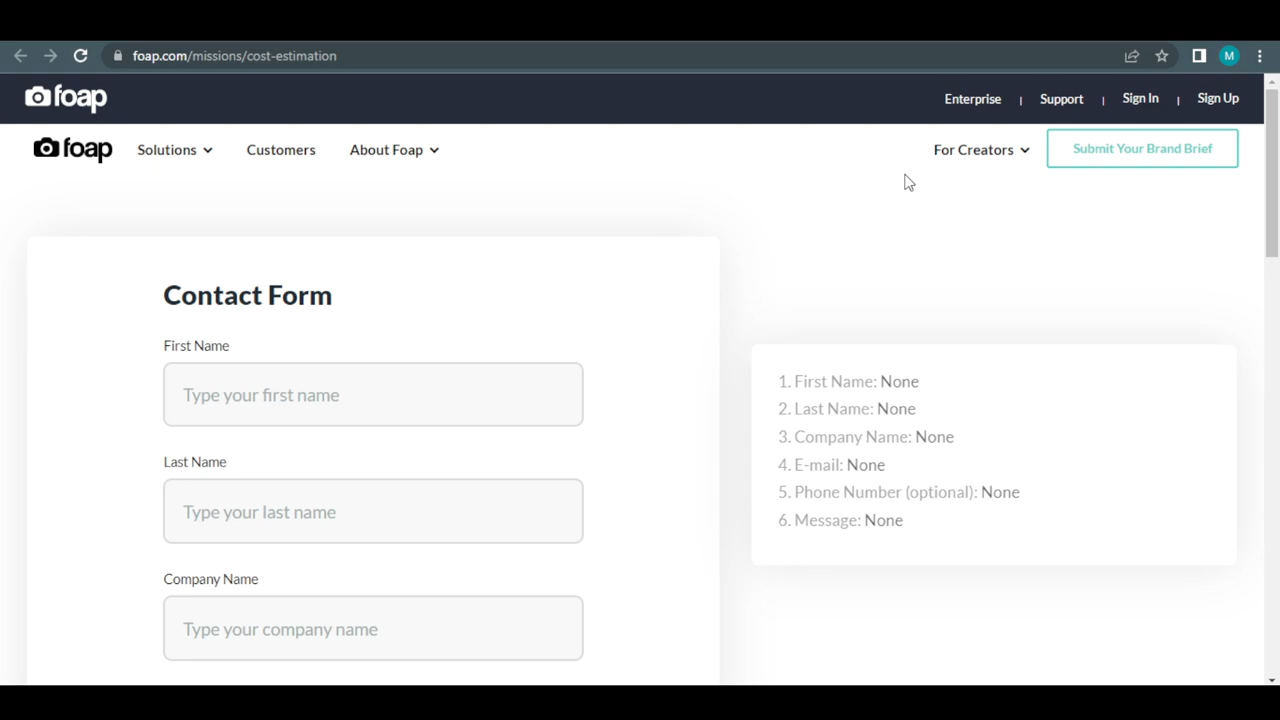 foap.com/missions/cost-estimation
M
foap
Enterprise | Support | Sign In | Sign Up
foap Solutions Customers About Foap For Creators Submit Your Brand Brief
Contact Form
First Name
Type your first name
Last Name
Type your last name
Company Name
Type your company name
1. First Name: None
2. Last Name: None
3. Company Name: None
4. E-mail: None
5. Phone Number (optional): None
6. Message: None